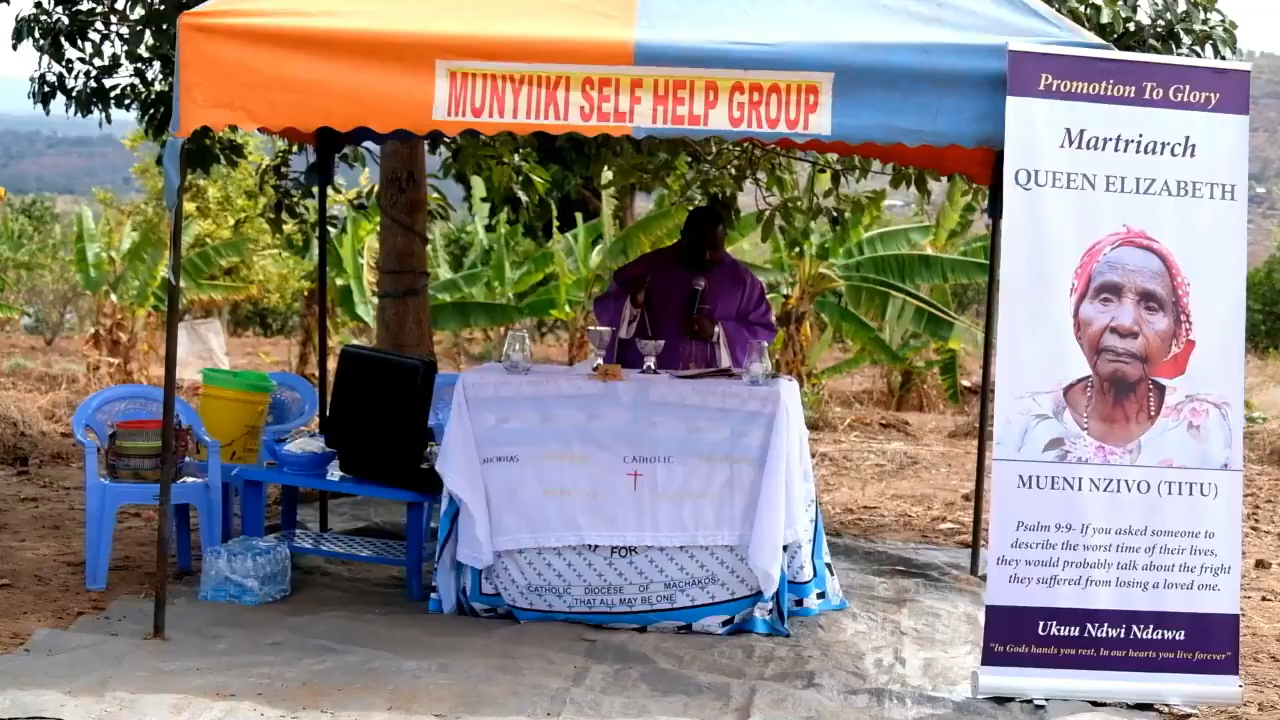 MUNYIIKI SELF HELP GROUP
Promotion To Glory
Martriarch
QUEEN ELIZABETH
MUENI NZIVO (TITU)
Psalm 9:9- If you asked someone to
describe the worst time of their lives,
they would probably talk about the fright
they suffered from losing a loved one.
Ukuu Ndwi Ndawa
"In Gods hands you rest, In our hearts you live forever"
CATHOLIC
FOR
CATHOLIC DIOCESE OF MACHAKOS
THAT ALL MAY BE ONE